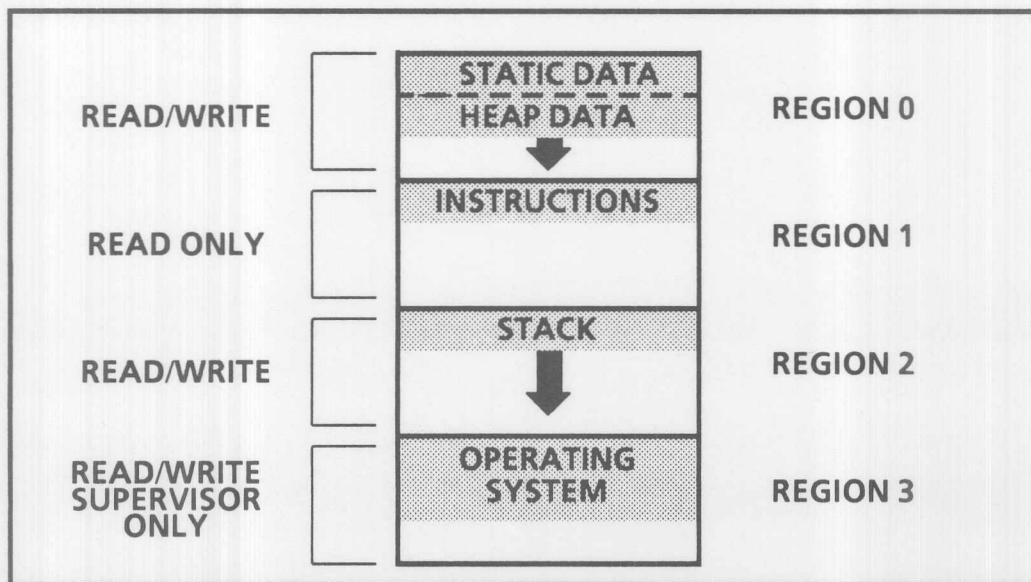 READ/WRITE
STATIC DATA
HEAP DATA
REGION 0
READ ONLY
INSTRUCTIONS
REGION 1
READ/WRITE
STACK
REGION 2
READ/WRITE
SUPERVISOR
ONLY
OPERATING
SYSTEM
REGION 3